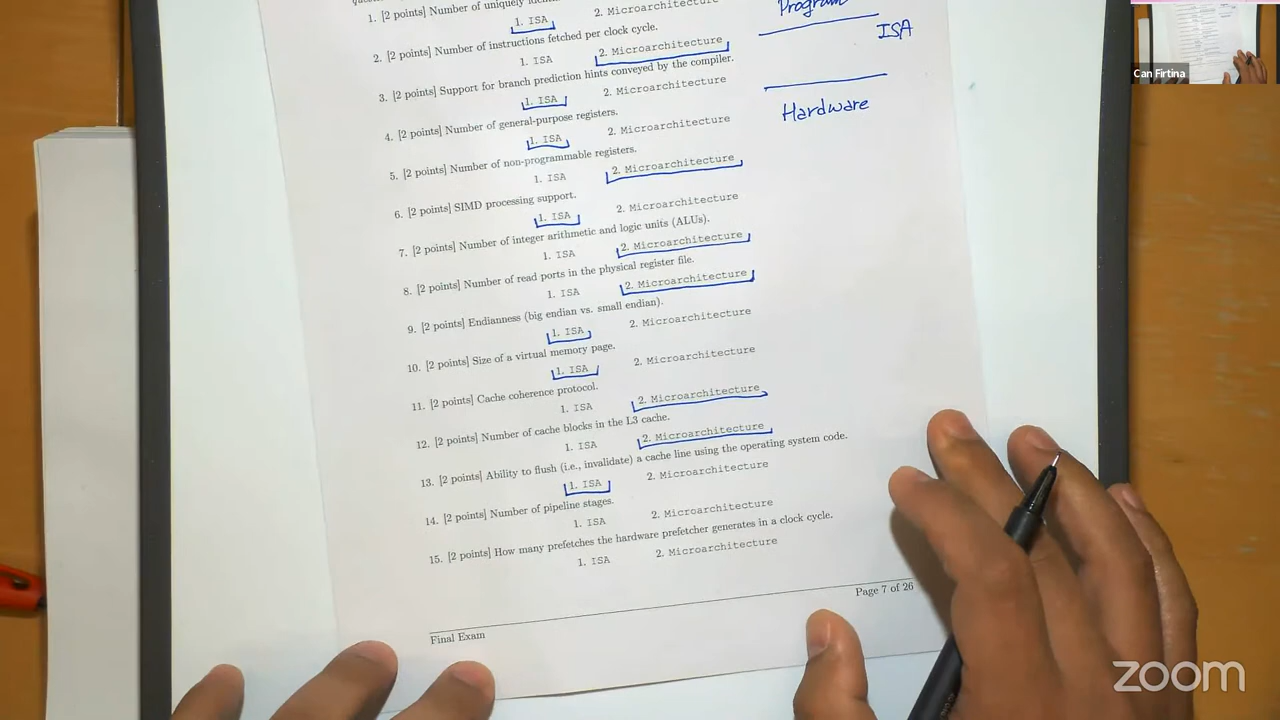 1. [2 points] Number of uniquely
1. ISA 2. Microarchitecture
2. [2 points] Number of instructions fetched per clock cycle.
1. ISA 2. Microarchitecture
3. [2 points] Support for branch prediction hints conveyed by the compiler.
1. ISA 2. Microarchitecture
4. [2 points] Number of general-purpose registers.
1. ISA 2. Microarchitecture
5. [2 points] Number of non-programmable registers.
1. ISA 2. Microarchitecture
6. [2 points] SIMD processing support.
1. ISA 2. Microarchitecture
7. [2 points] Number of integer arithmetic and logic units (ALUs).
1. ISA 2. Microarchitecture
8. [2 points] Number of read ports in the physical register file.
1. ISA 2. Microarchitecture
9. [2 points] Endianness (big endian vs. small endian).
1. ISA 2. Microarchitecture
10. [2 points] Size of a virtual memory page.
1. ISA 2. Microarchitecture
11. [2 points] Cache coherence protocol.
1. ISA 2. Microarchitecture
12. [2 points] Number of cache blocks in the L3 cache.
1. ISA 2. Microarchitecture
13. [2 points] Ability to flush (i.e., invalidate) a cache line using the operating system code.
1. ISA 2. Microarchitecture
14. [2 points] Number of pipeline stages.
1. ISA 2. Microarchitecture
15. [2 points] How many prefetches the hardware prefetcher generates in a clock cycle.
1. ISA 2. Microarchitecture
Final Exam Page 7 of 26
Program
ISA
Hardware
Can Firtina
zoom